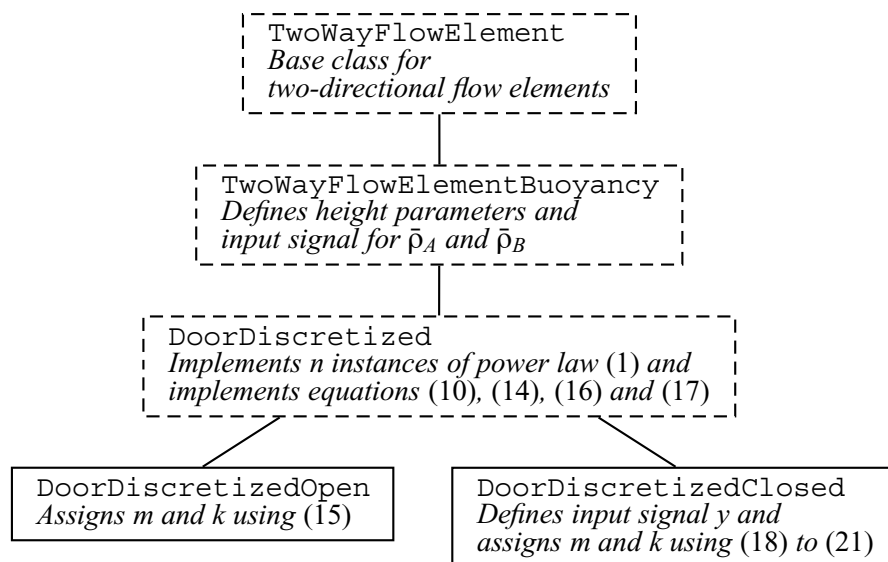 TwoWayFlowElement
Base class for
two-directional flow elements
TwoWayFlowElementBuoyancy
Defines height parameters and
input signal for ρ̄A and ρ̄B
DoorDiscretized
Implements n instances of power law (1) and
implements equations (10), (14), (16) and (17)
DoorDiscretizedOpen
Assigns m and k using (15)
DoorDiscretizedClosed
Defines input signal y and
assigns m and k using (18) to (21)